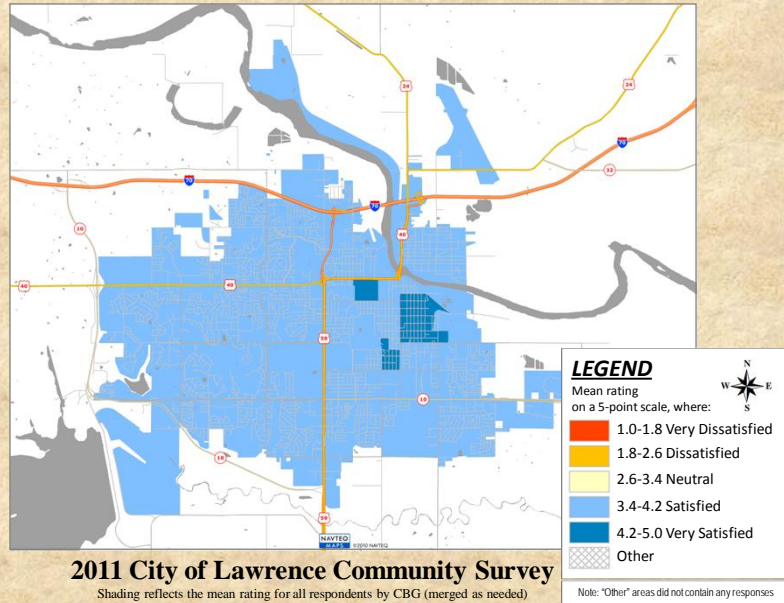 24
24
70
32
70
70
10
40
40
40
59
10
10
59
NAVTEQ
MAPS
©2010 NAVTEQ
LEGEND
Mean rating
on a 5-point scale, where:
N
W E
S
1.0-1.8 Very Dissatisfied
1.8-2.6 Dissatisfied
2.6-3.4 Neutral
3.4-4.2 Satisfied
4.2-5.0 Very Satisfied
Other
2011 City of Lawrence Community Survey
Shading reflects the mean rating for all respondents by CBG (merged as needed)
Note: "Other" areas did not contain any responses